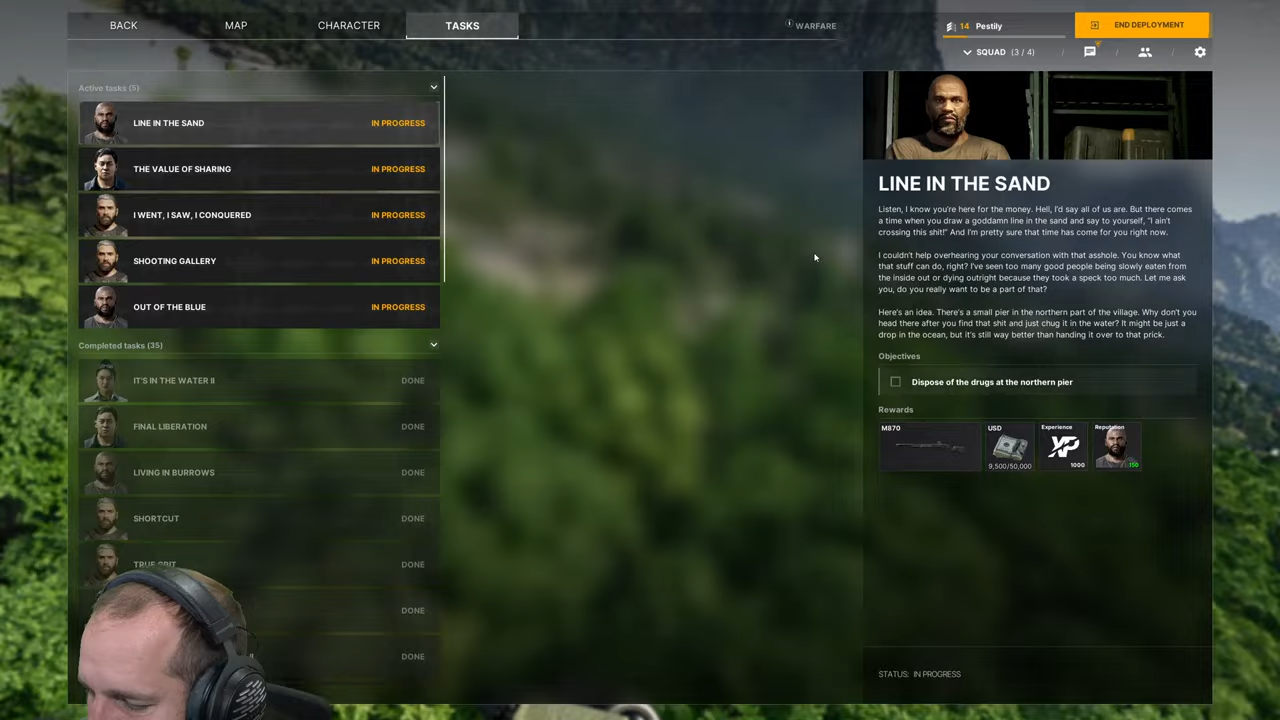 BACK
MAP
CHARACTER
TASKS
WARFARE
14 Pestily
END DEPLOYMENT
SQUAD (3 / 4)
/
/
/
Active tasks (5)
LINE IN THE SAND IN PROGRESS
THE VALUE OF SHARING IN PROGRESS
I WENT, I SAW, I CONQUERED IN PROGRESS
SHOOTING GALLERY IN PROGRESS
OUT OF THE BLUE IN PROGRESS
Completed tasks (35)
IT'S IN THE WATER II DONE
FINAL LIBERATION DONE
LIVING IN BURROWS DONE
SHORTCUT DONE
TRUE GRIT DONE
DONE
DONE
LINE IN THE SAND
Listen, I know you're here for the money. Hell, I'd say all of us are. But there comes
a time when you draw a goddamn line in the sand and say to yourself, "I ain't
crossing this shit!" And I'm pretty sure that time has come for you right now.
I couldn't help overhearing your conversation with that asshole. You know what
that stuff can do, right? I've seen too many good people being slowly eaten from
the inside out or dying outright because they took a speck too much. Let me ask
you, do you really want to be a part of that?
Here's an idea. There's a small pier in the northern part of the village. Why don't you
head there after you find that shit and just chug it in the water? It might be just a
drop in the ocean, but it's still way better than handing it over to that prick.
Objectives
Dispose of the drugs at the northern pier
Rewards
M870
USD
9,500/50,000
Experience
XP
1000
Reputation
150
STATUS: IN PROGRESS